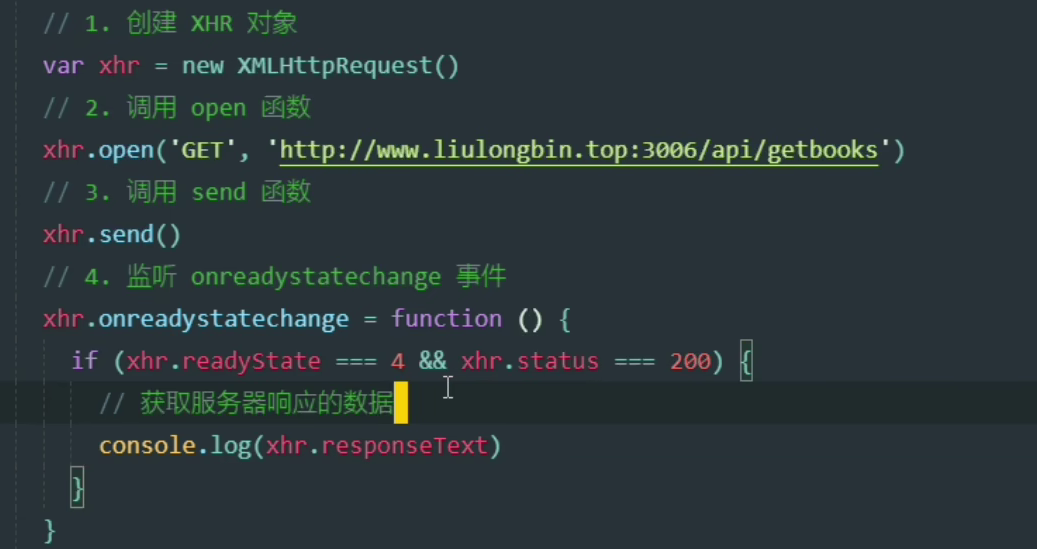 // 1. 创建 XHR 对象
var xhr = new XMLHttpRequest()
// 2. 调用 open 函数
xhr.open('GET', 'http://www.liulongbin.top:3006/api/getbooks')
// 3. 调用 send 函数
xhr.send()
// 4. 监听 onreadystatechange 事件
xhr.onreadystatechange = function () {
  if (xhr.readyState === 4 && xhr.status === 200) {
    // 获取服务器响应的数据
    console.log(xhr.responseText)
  }
}